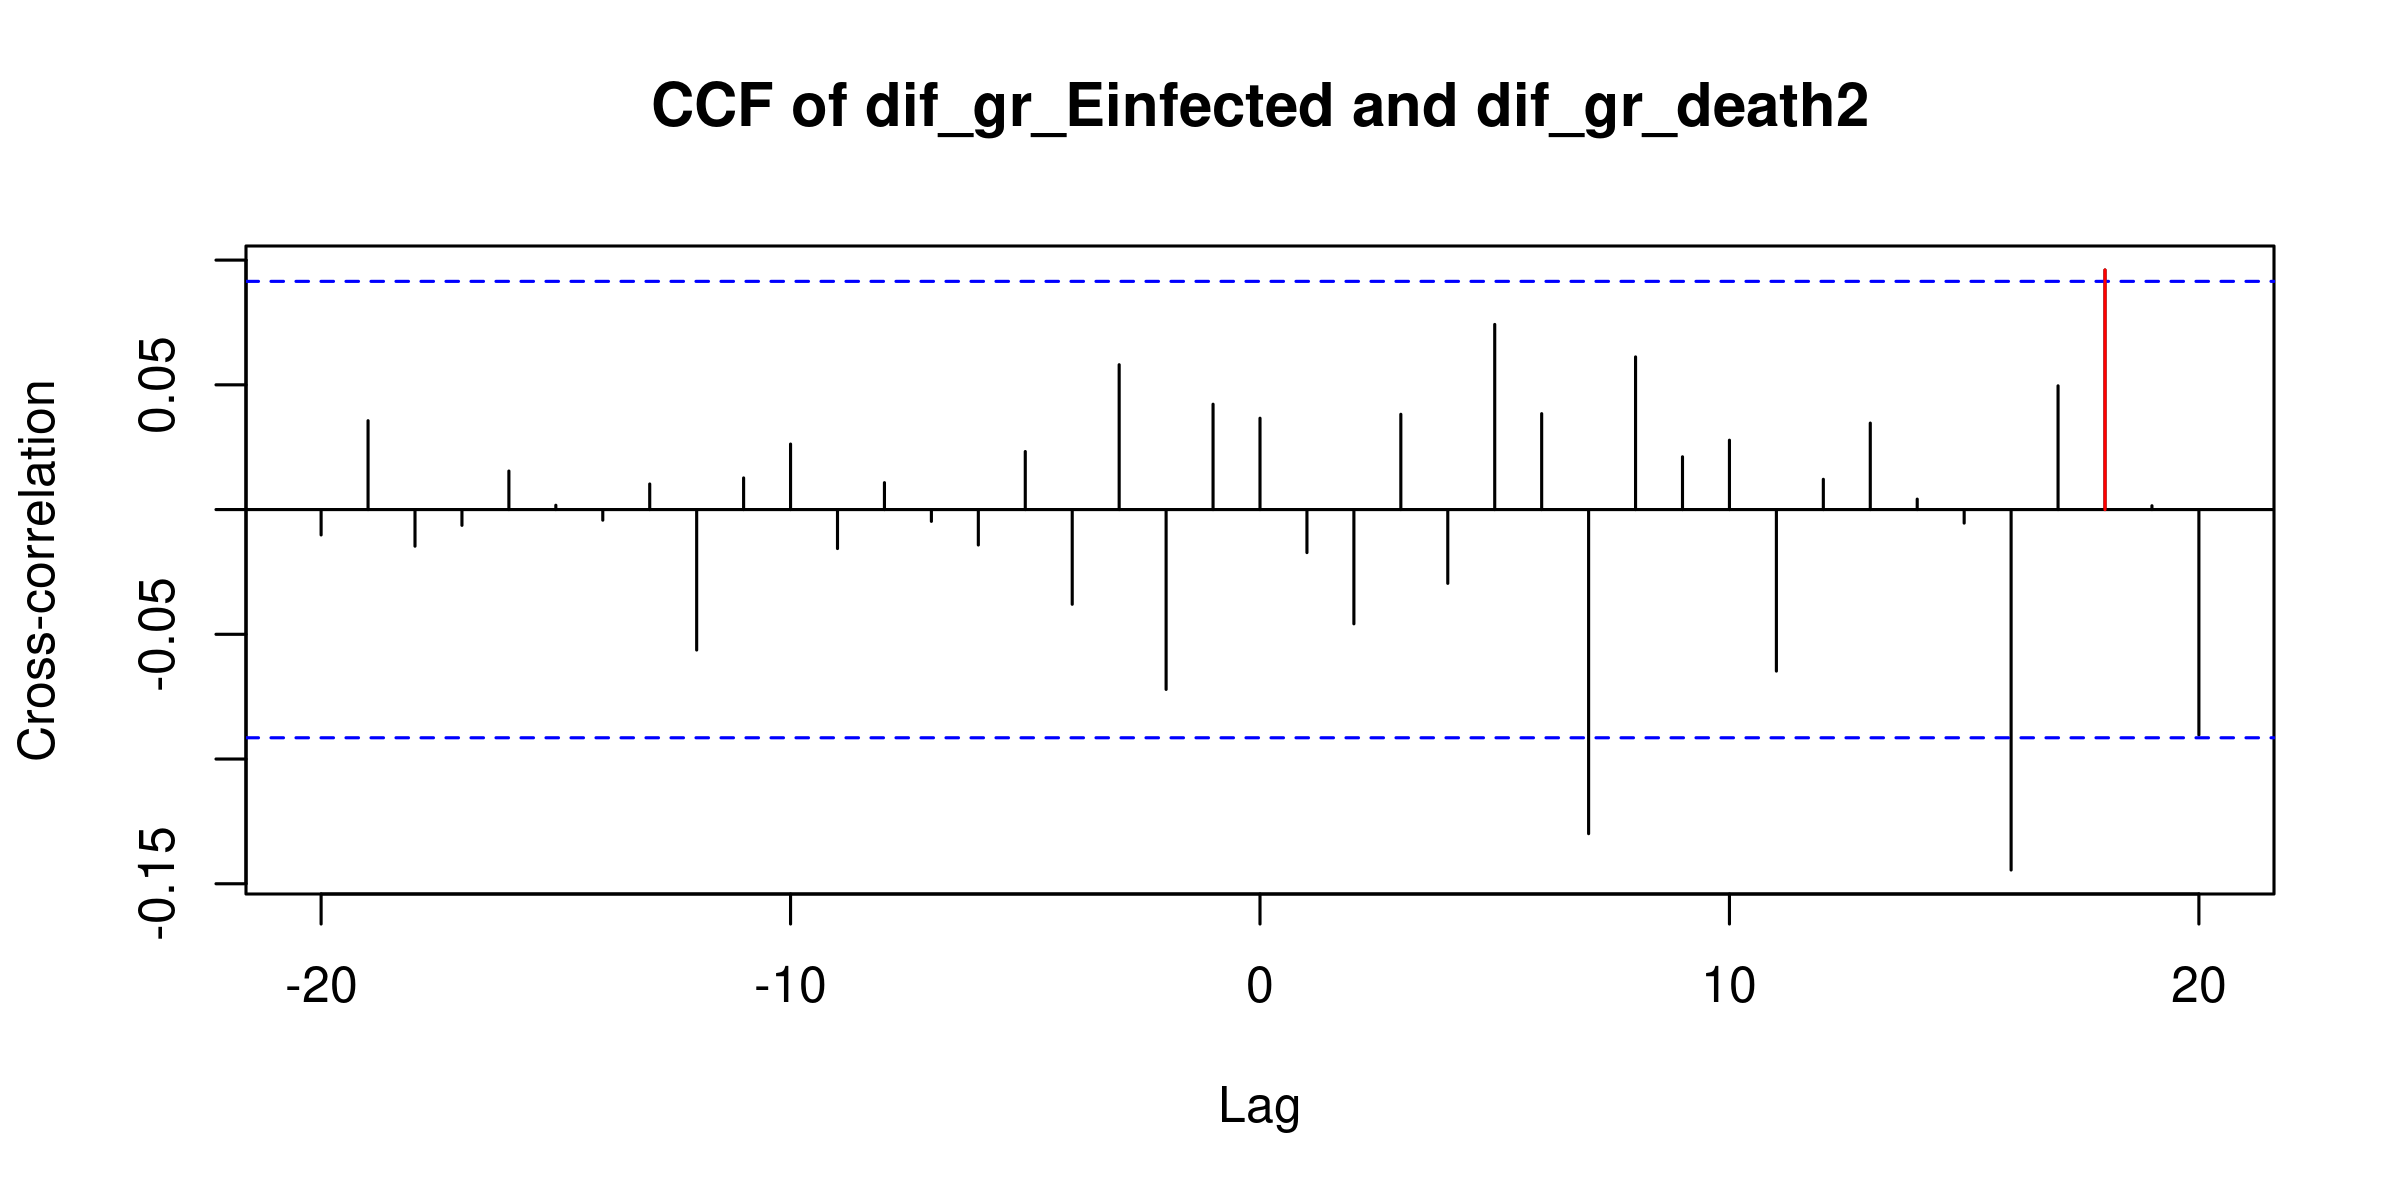 CCF of dif_gr_Einfected and dif_gr_death2
Cross-correlation
0.05
-0.05
-0.15
-20 -10 0 10 20
Lag